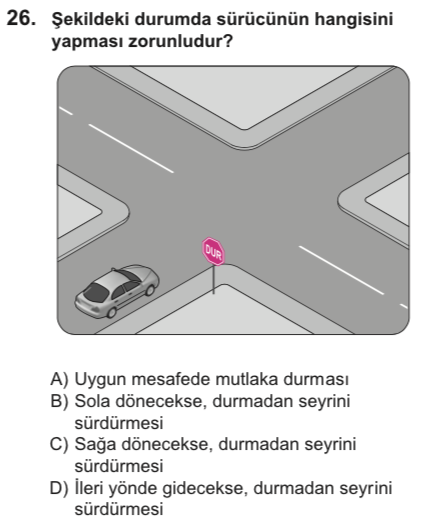 26. Şekildeki durumda sürücünün hangisini
yapması zorunludur?
DUR
A) Uygun mesafede mutlaka durması
B) Sola dönecekse, durmadan seyrini
sürdürmesi
C) Sağa dönecekse, durmadan seyrini
sürdürmesi
D) İleri yönde gidecekse, durmadan seyrini
sürdürmesi